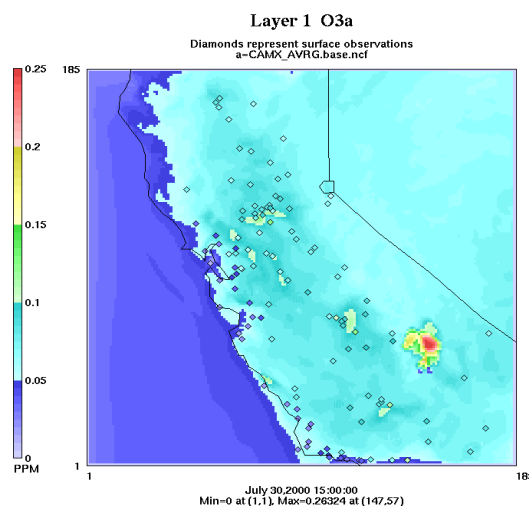 Layer 1 O3a
Diamonds represent surface observations
a-CAMX_AVRG.base.ncf
0.25
0.2
0.15
0.1
0.05
0
PPM
185
1
1
185
July 30,2000 15:00:00
Min=0 at (1,1), Max=0.26324 at (147,57)